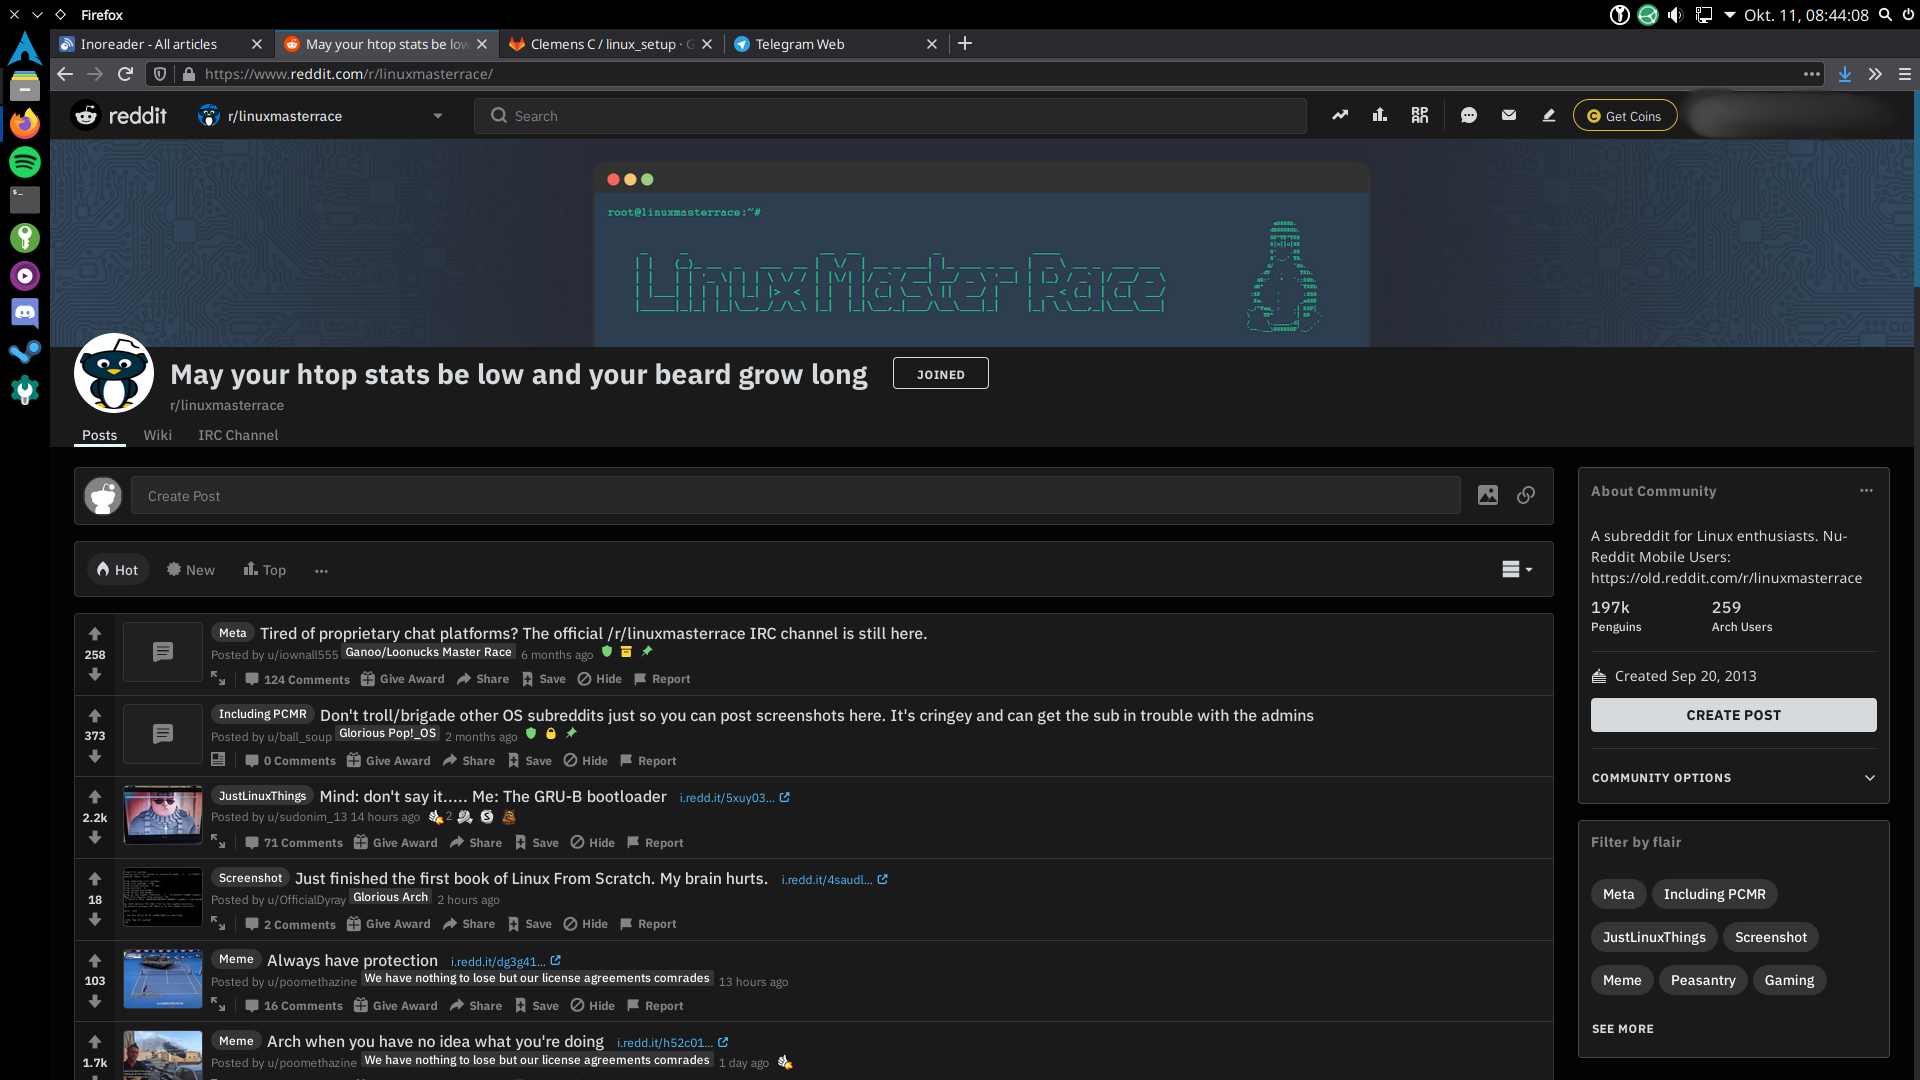 Firefox
Okt. 11, 08:44:08
Inoreader - All articles
May your htop stats be low
Clemens C / linux_setup · G
Telegram Web
https://www.reddit.com/r/linuxmasterrace/
reddit
r/linuxmasterrace
Search
RPAN
Get Coins
root@linuxmasterrace:~#
Linux Master Race
May your htop stats be low and your beard grow long
JOINED
r/linuxmasterrace
Posts
Wiki
IRC Channel
Create Post
Hot
New
Top
258
Meta Tired of proprietary chat platforms? The official /r/linuxmasterrace IRC channel is still here.
Posted by u/iownall555 Ganoo/Loonucks Master Race 6 months ago
124 Comments Give Award Share Save Hide Report
373
Including PCMR Don't troll/brigade other OS subreddits just so you can post screenshots here. It's cringey and can get the sub in trouble with the admins
Posted by u/ball_soup Glorious Pop!_OS 2 months ago
0 Comments Give Award Share Save Hide Report
2.2k
JustLinuxThings Mind: don't say it..... Me: The GRU-B bootloader i.redd.it/5xuy03...
Posted by u/sudonim_13 14 hours ago 2
71 Comments Give Award Share Save Hide Report
18
Screenshot Just finished the first book of Linux From Scratch. My brain hurts. i.redd.it/4saudl...
Posted by u/OfficialDyray Glorious Arch 2 hours ago
2 Comments Give Award Share Save Hide Report
103
Meme Always have protection i.redd.it/dg3g41...
Posted by u/poomethazine We have nothing to lose but our license agreements comrades 13 hours ago
16 Comments Give Award Share Save Hide Report
1.7k
Meme Arch when you have no idea what you're doing i.redd.it/h52c01...
Posted by u/poomethazine We have nothing to lose but our license agreements comrades 1 day ago
About Community
A subreddit for Linux enthusiasts. Nu-
Reddit Mobile Users:
https://old.reddit.com/r/linuxmasterrace
197k
259
Penguins
Arch Users
Created Sep 20, 2013
CREATE POST
COMMUNITY OPTIONS
Filter by flair
Meta
Including PCMR
JustLinuxThings
Screenshot
Meme
Peasantry
Gaming
SEE MORE